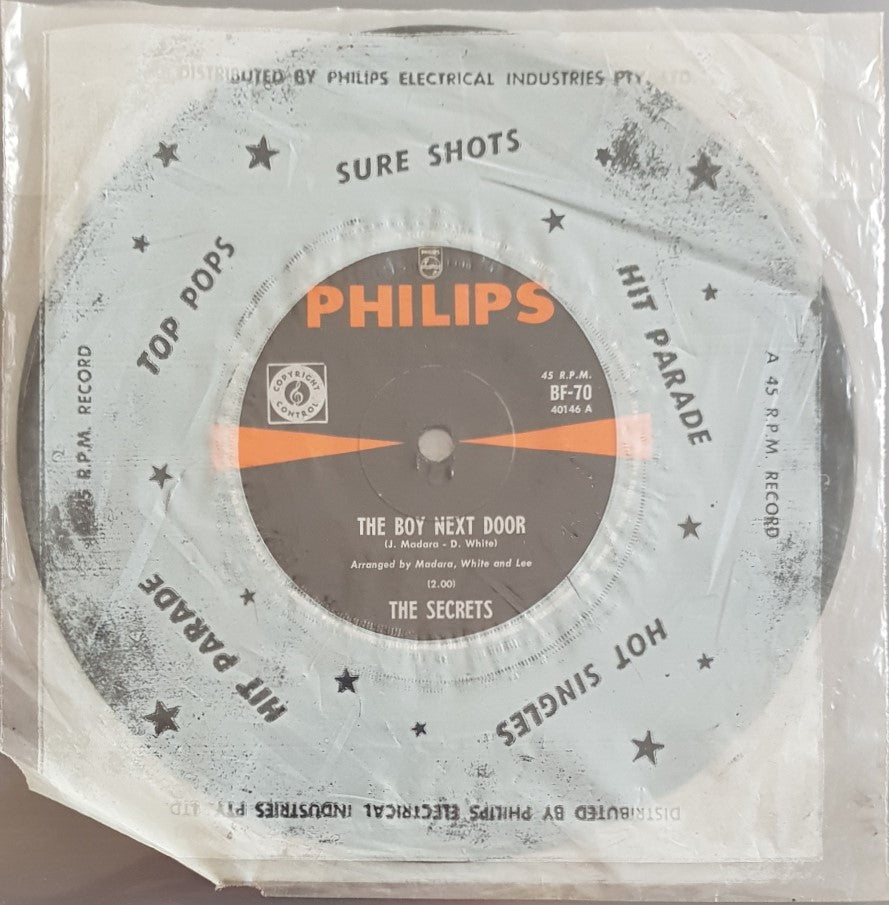 DISTRIBUTED BY PHILIPS ELECTRICAL INDUSTRIES PTY. LTD.
SURE SHOTS
TOP POPS
HIT PARADE
A 45 R.P.M. RECORD
A 45 R.P.M. RECORD
PHILIPS
PHILIPS
COPYRIGHT
CONTROL
45 R.P.M.
BF-70
40146 A
THE BOY NEXT DOOR
(J. Madara - D. White)
Arranged by Madara, White and Lee
(2.00)
THE SECRETS
HIT PARADE
HOT SINGLES
DISTRIBUTED BY PHILIPS ELECTRICAL INDUSTRIES PTY. LTD.